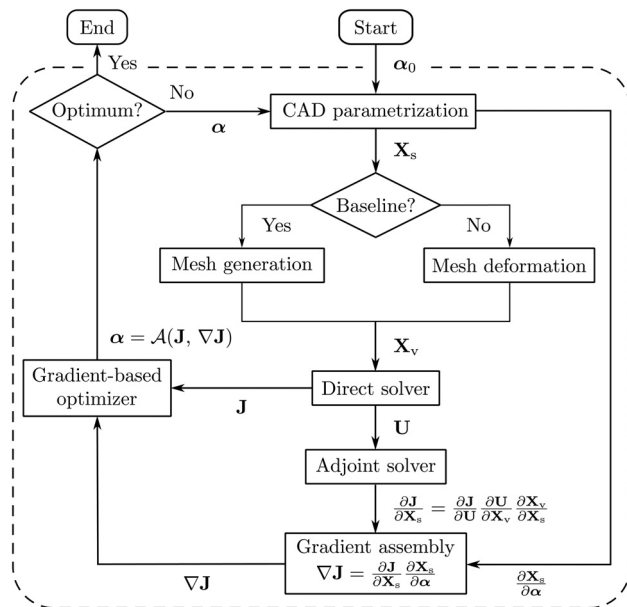 End
Start
Yes
α₀
Optimum?
No
α
CAD parametrization
Xₛ
Baseline?
Yes
No
Mesh generation
Mesh deformation
α = 𝒜(J, ∇J)
Xᵥ
Gradient-based
optimizer
J
Direct solver
U
Adjoint solver
∂J/∂Xₛ = ∂J/∂U ∂U/∂Xᵥ ∂Xᵥ/∂Xₛ
Gradient assembly
∇J = ∂J/∂Xₛ ∂Xₛ/∂α
∇J
∂Xₛ/∂α